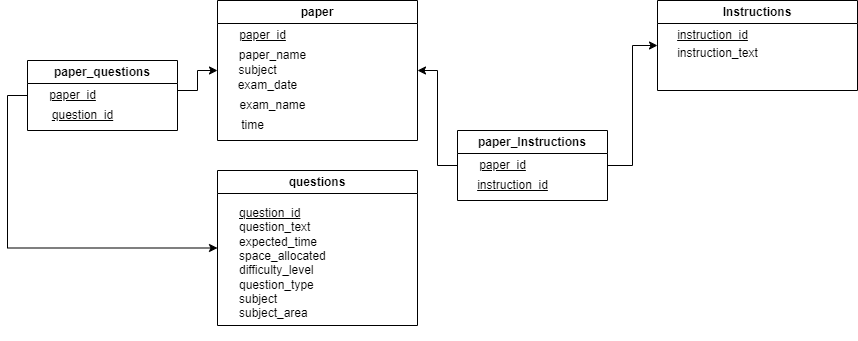 paper
paper_id
paper_name
subject
exam_date
exam_name
time
Instructions
instruction_id
instruction_text
paper_questions
paper_id
question_id
paper_Instructions
paper_id
instruction_id
questions
question_id
question_text
expected_time
space_allocated
difficulty_level
question_type
subject
subject_area